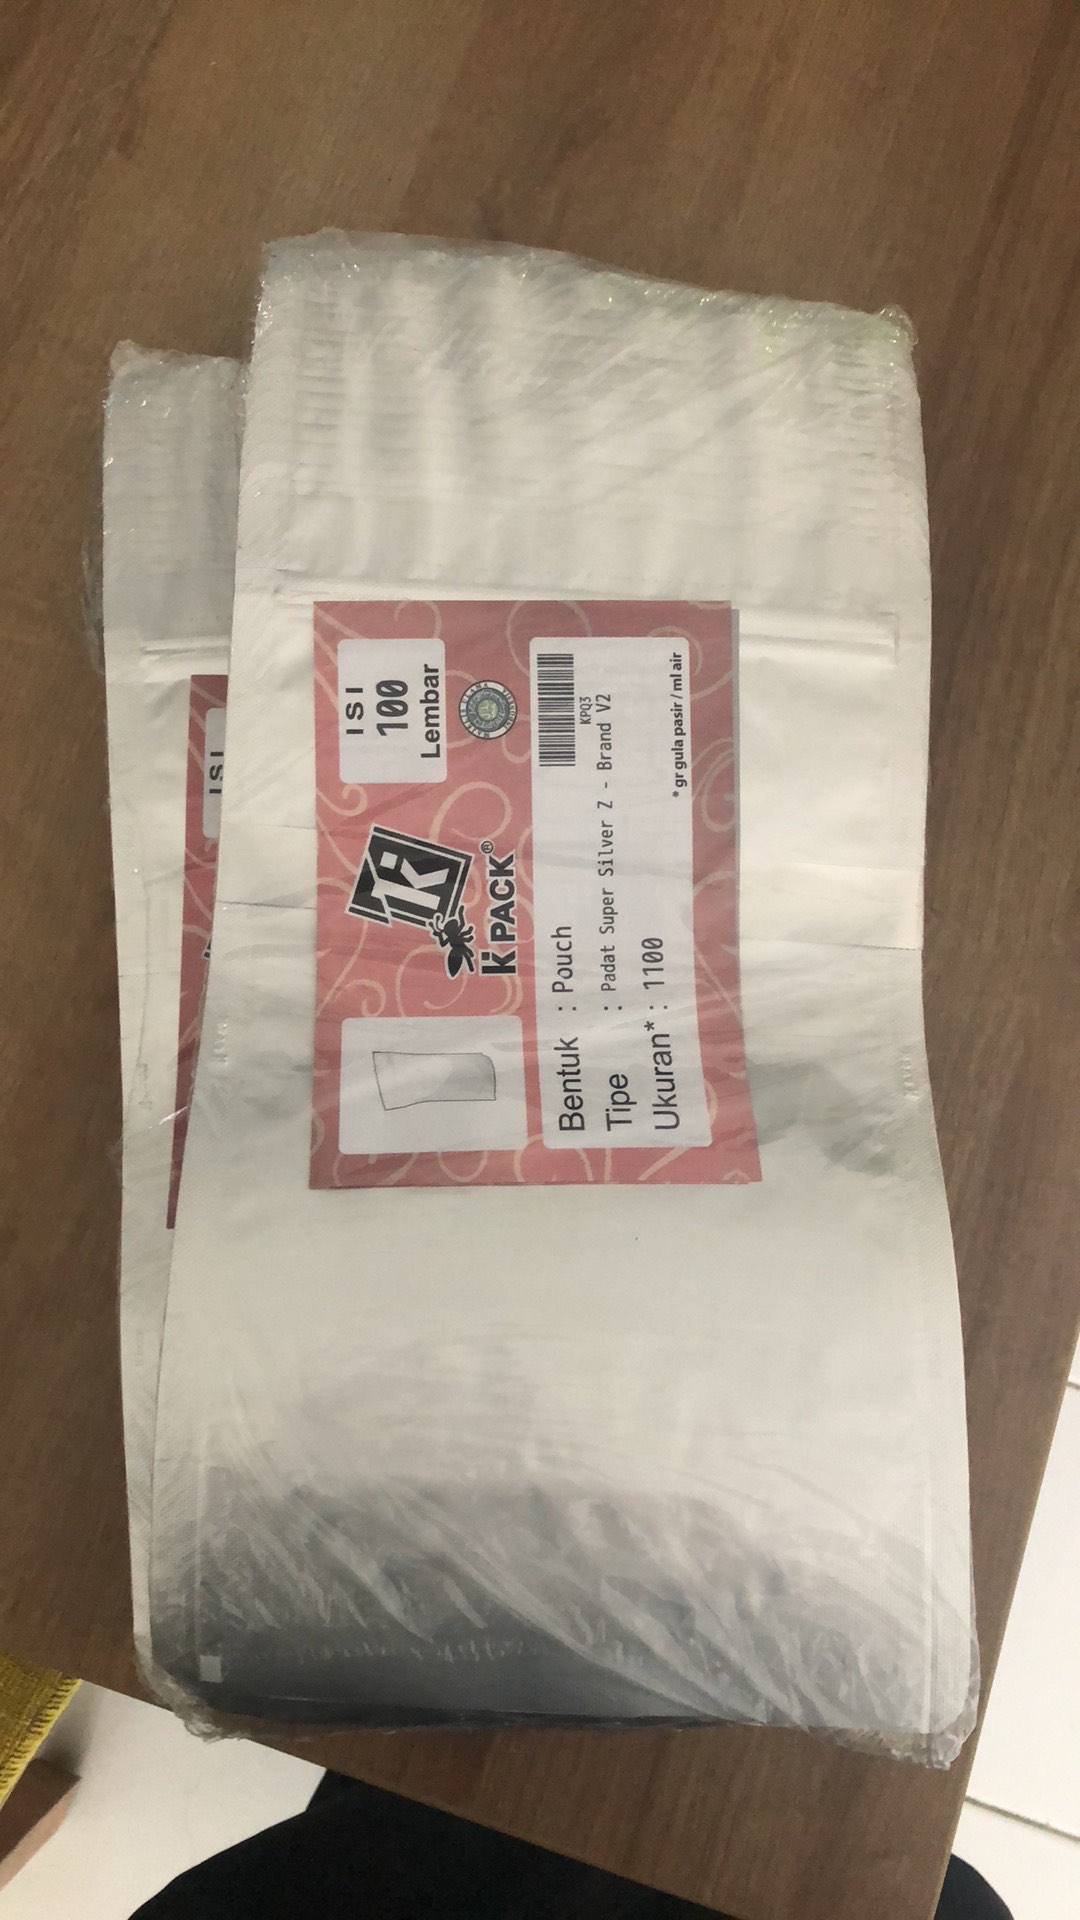 ISI
100
Lembar
K
ki PACK®
KPQ3
Bentuk : Pouch
Tipe : Padat Super Silver Z - Brand V2
Ukuran* : 1100
* gr gula pasir / ml air
ISI